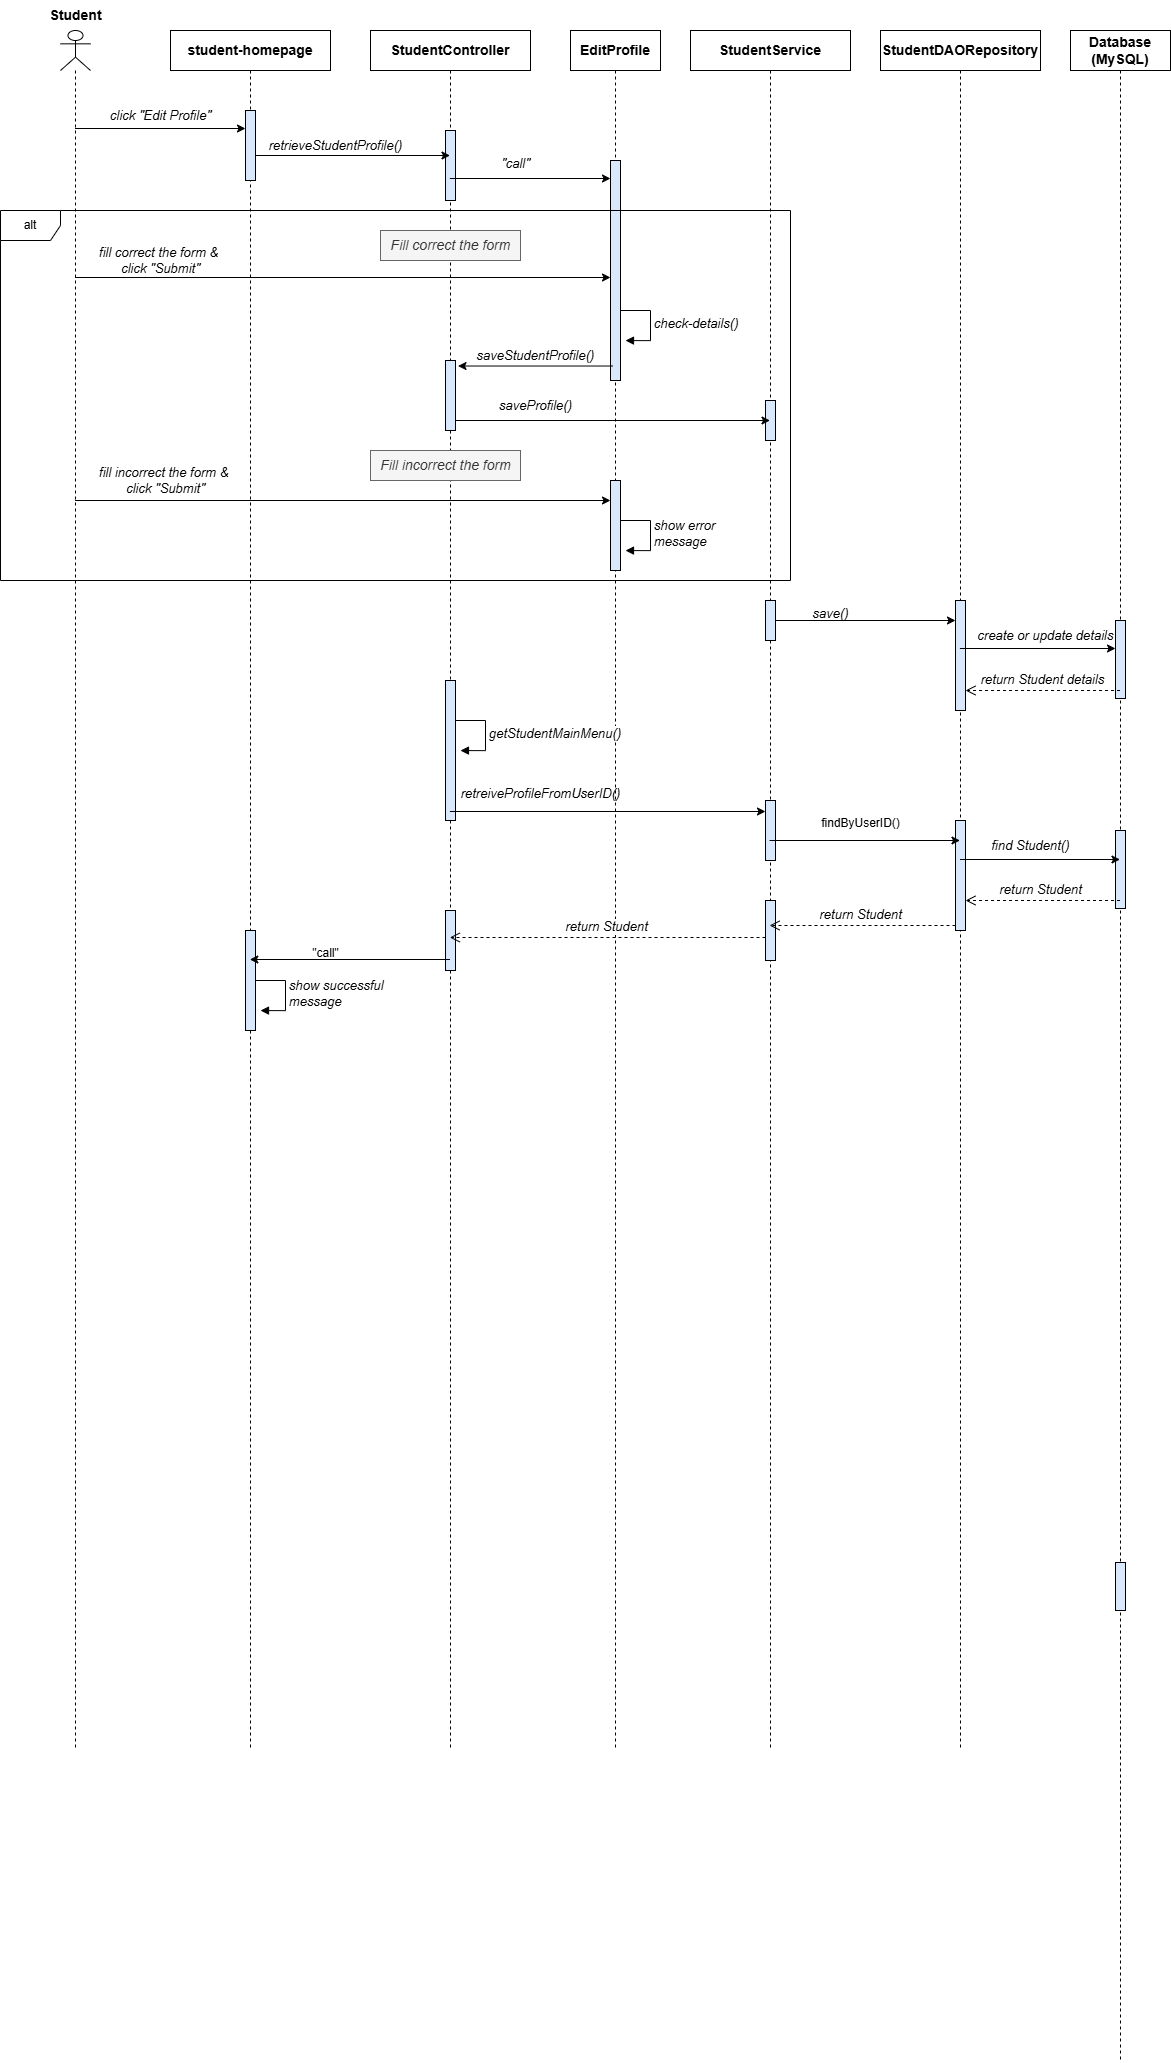 Student
student-homepage
StudentController
EditProfile
StudentService
StudentDAORepository
Database
(MySQL)
click "Edit Profile"
retrieveStudentProfile()
"call"
alt
Fill correct the form
fill correct the form &
click "Submit"
check-details()
saveStudentProfile()
saveProfile()
Fill incorrect the form
fill incorrect the form &
click "Submit"
show error
message
save()
create or update details
return Student details
getStudentMainMenu()
retreiveProfileFromUserID()
findByUserID()
find Student()
return Student
return Student
return Student
"call"
show successful
message